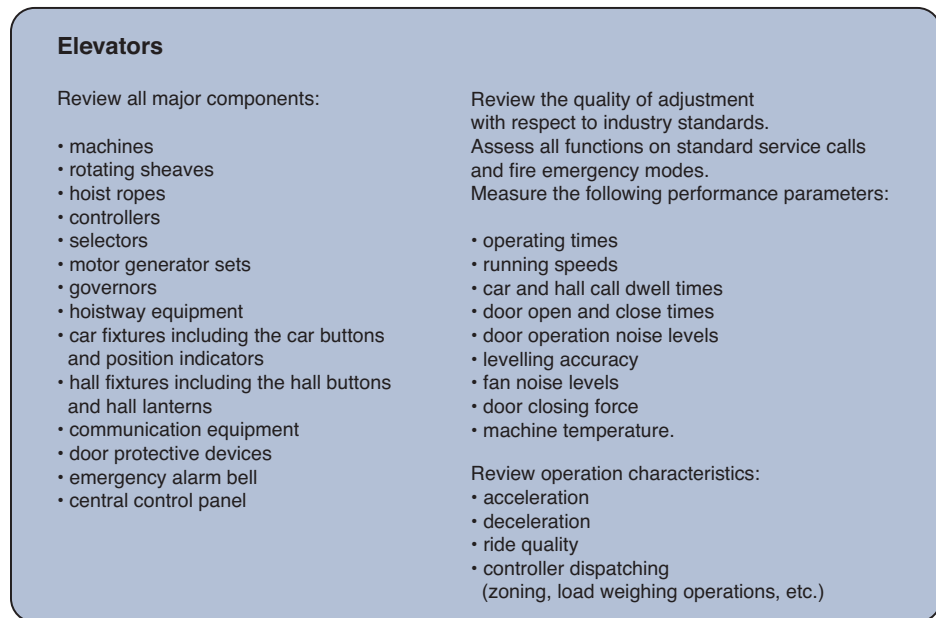 Elevators
Review all major components:
• machines
• rotating sheaves
• hoist ropes
• controllers
• selectors
• motor generator sets
• governors
• hoistway equipment
• car fixtures including the car buttons
and position indicators
• hall fixtures including the hall buttons
and hall lanterns
• communication equipment
• door protective devices
• emergency alarm bell
• central control panel
Review the quality of adjustment
with respect to industry standards.
Assess all functions on standard service calls
and fire emergency modes.
Measure the following performance parameters:
• operating times
• running speeds
• car and hall call dwell times
• door open and close times
• door operation noise levels
• levelling accuracy
• fan noise levels
• door closing force
• machine temperature.
Review operation characteristics:
• acceleration
• deceleration
• ride quality
• controller dispatching
(zoning, load weighing operations, etc.)